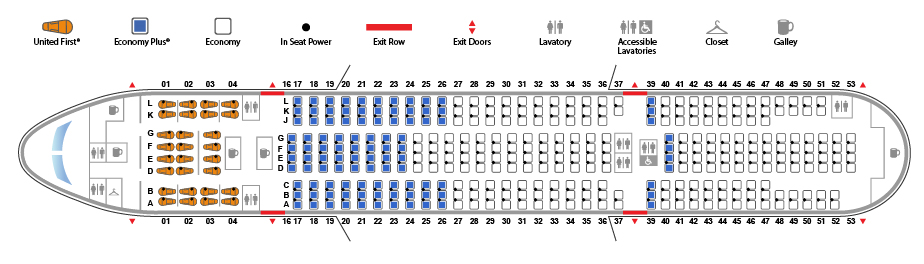 United First® Economy Plus® Economy In Seat Power Exit Row Exit Doors Lavatory Accessible Lavatories Closet Galley
01 02 03 04 16 17 18 19 20 21 22 23 24 25 26 27 28 29 30 31 32 33 34 35 36 37 39 40 41 42 43 44 45 46 47 48 49 50 51 52 53
L L L
K K
J
G G
F F
E E
D D
C
B B
A A
01 02 03 04 16 17 18 19 20 21 22 23 24 25 26 27 28 29 30 31 32 33 34 35 36 37 39 40 41 42 43 44 45 46 47 48 49 50 51 52 53